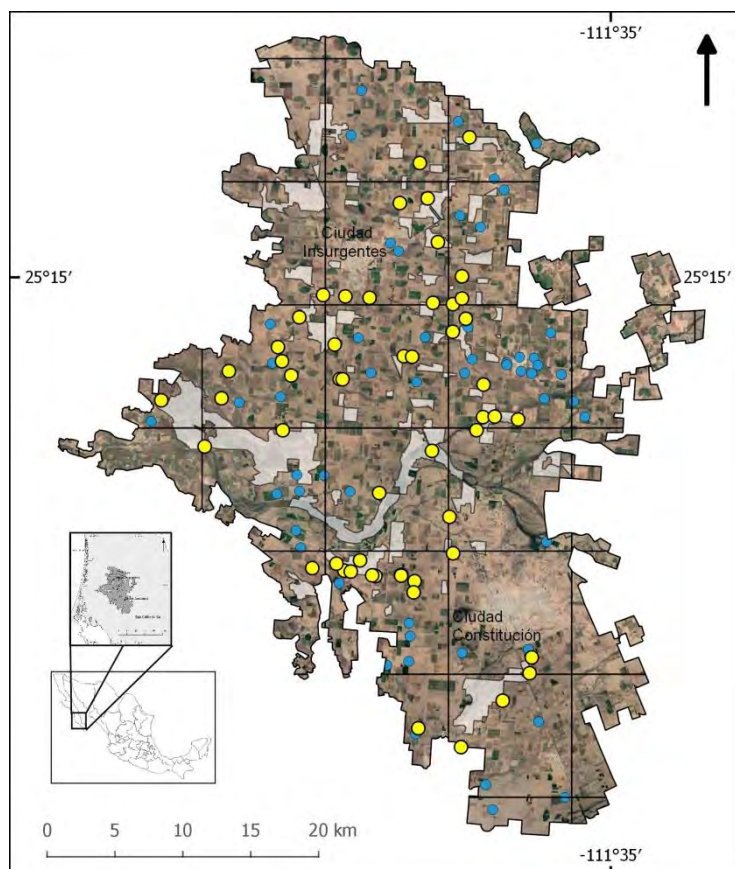 -111°35'
Ciudad
Insurgentes
25°15'
25°15'
Ciudad
Constitución
0 5 10 15 20 km
-111°35'